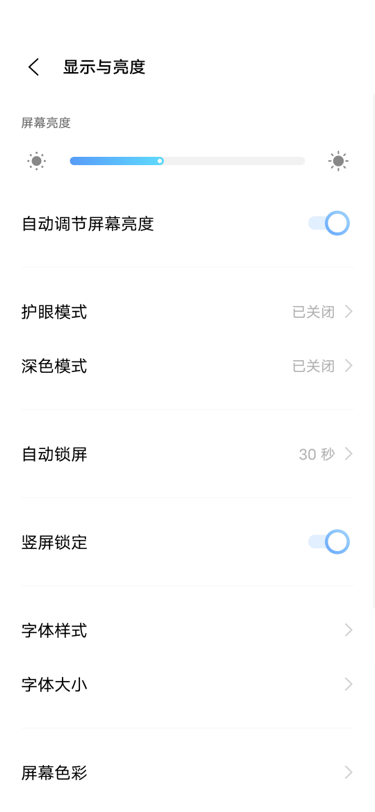 显示与亮度
屏幕亮度
自动调节屏幕亮度
护眼模式 已关闭
深色模式 已关闭
自动锁屏 30 秒
竖屏锁定
字体样式
字体大小
屏幕色彩